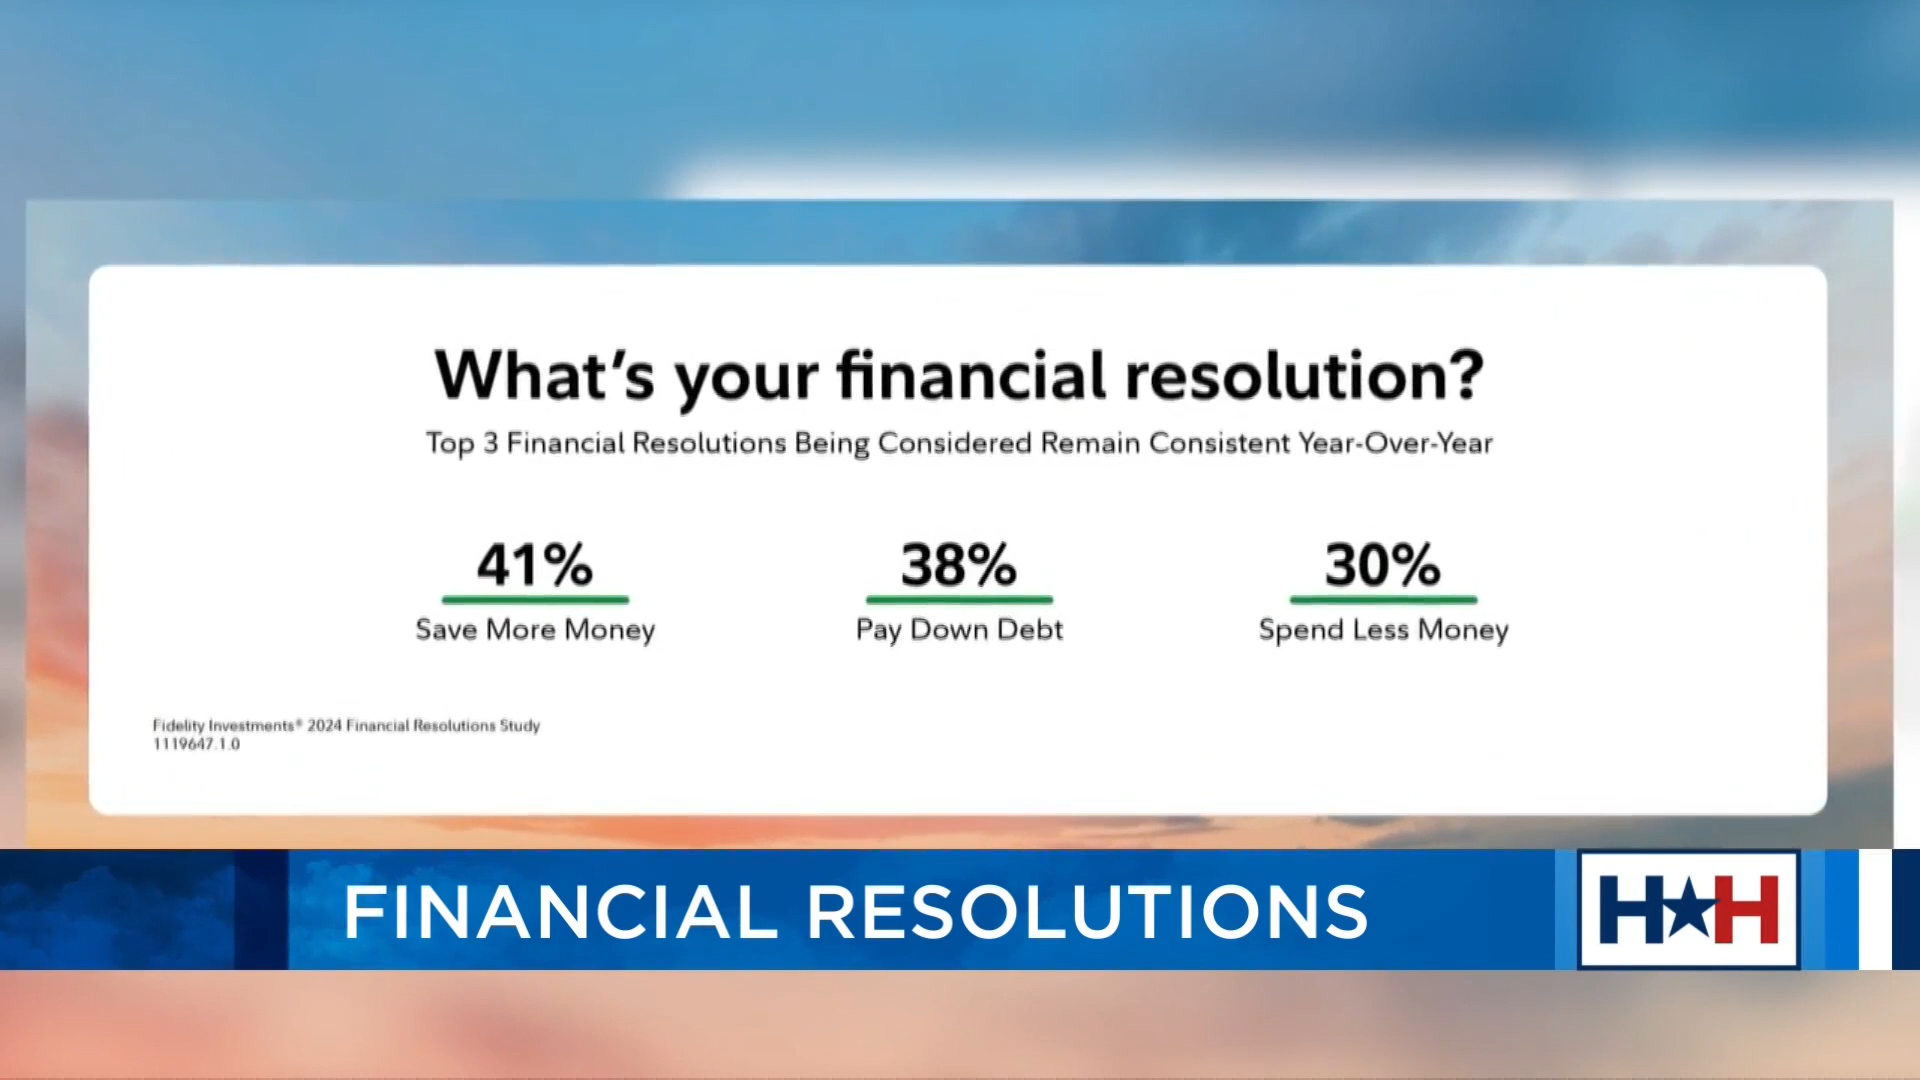 What's your financial resolution?
Top 3 Financial Resolutions Being Considered Remain Consistent Year-Over-Year
41%
Save More Money
38%
Pay Down Debt
30%
Spend Less Money
Fidelity Investments® 2024 Financial Resolutions Study
1119647.1.0
FINANCIAL RESOLUTIONS
H★H